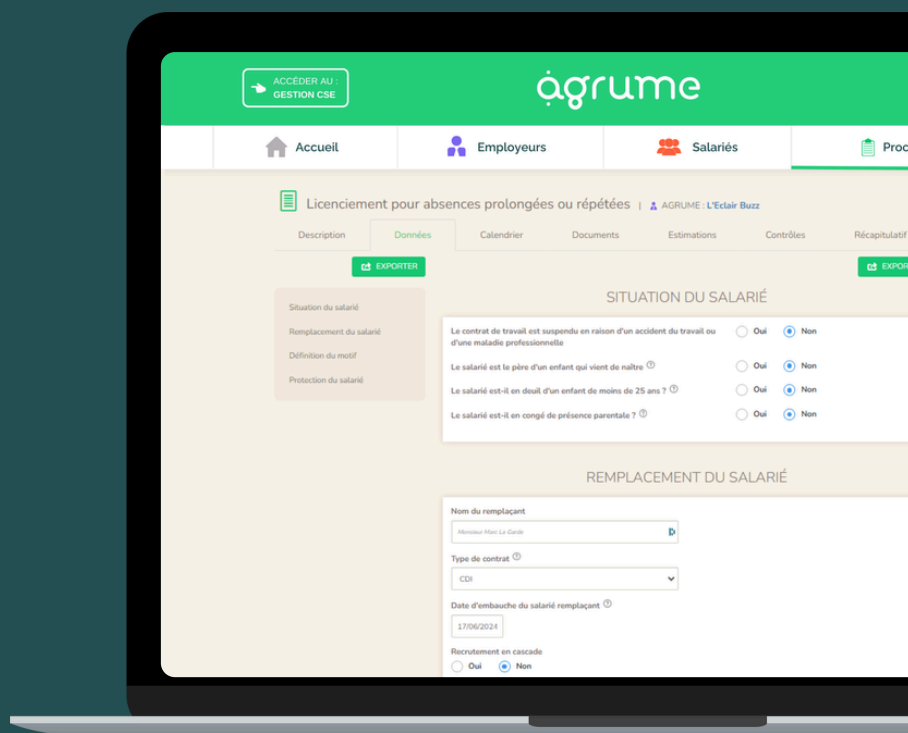 ACCÉDER AU :
GESTION CSE
agrume
Accueil
Employeurs
Salariés
Proc
Licenciement pour absences prolongées ou répétées | AGRUME : L'Eclair Buzz
Description
Données
Calendrier
Documents
Estimations
Contrôles
Récapitulatif
EXPORTER
EXPOR
Situation du salarié
Remplacement du salarié
Définition du motif
Protection du salarié
SITUATION DU SALARIÉ
Le contrat de travail est suspendu en raison d'un accident du travail ou
d'une maladie professionnelle
Oui Non
Le salarié est le père d'un enfant qui vient de naître
Oui Non
Le salarié est-il en deuil d'un enfant de moins de 25 ans ?
Oui Non
Le salarié est-il en congé de présence parentale ?
Oui Non
REMPLACEMENT DU SALARIÉ
Nom du remplaçant
Monsieur Marc La Garde
Type de contrat
CDI
Date d'embauche du salarié remplaçant
17/06/2024
Recrutement en cascade
Oui Non